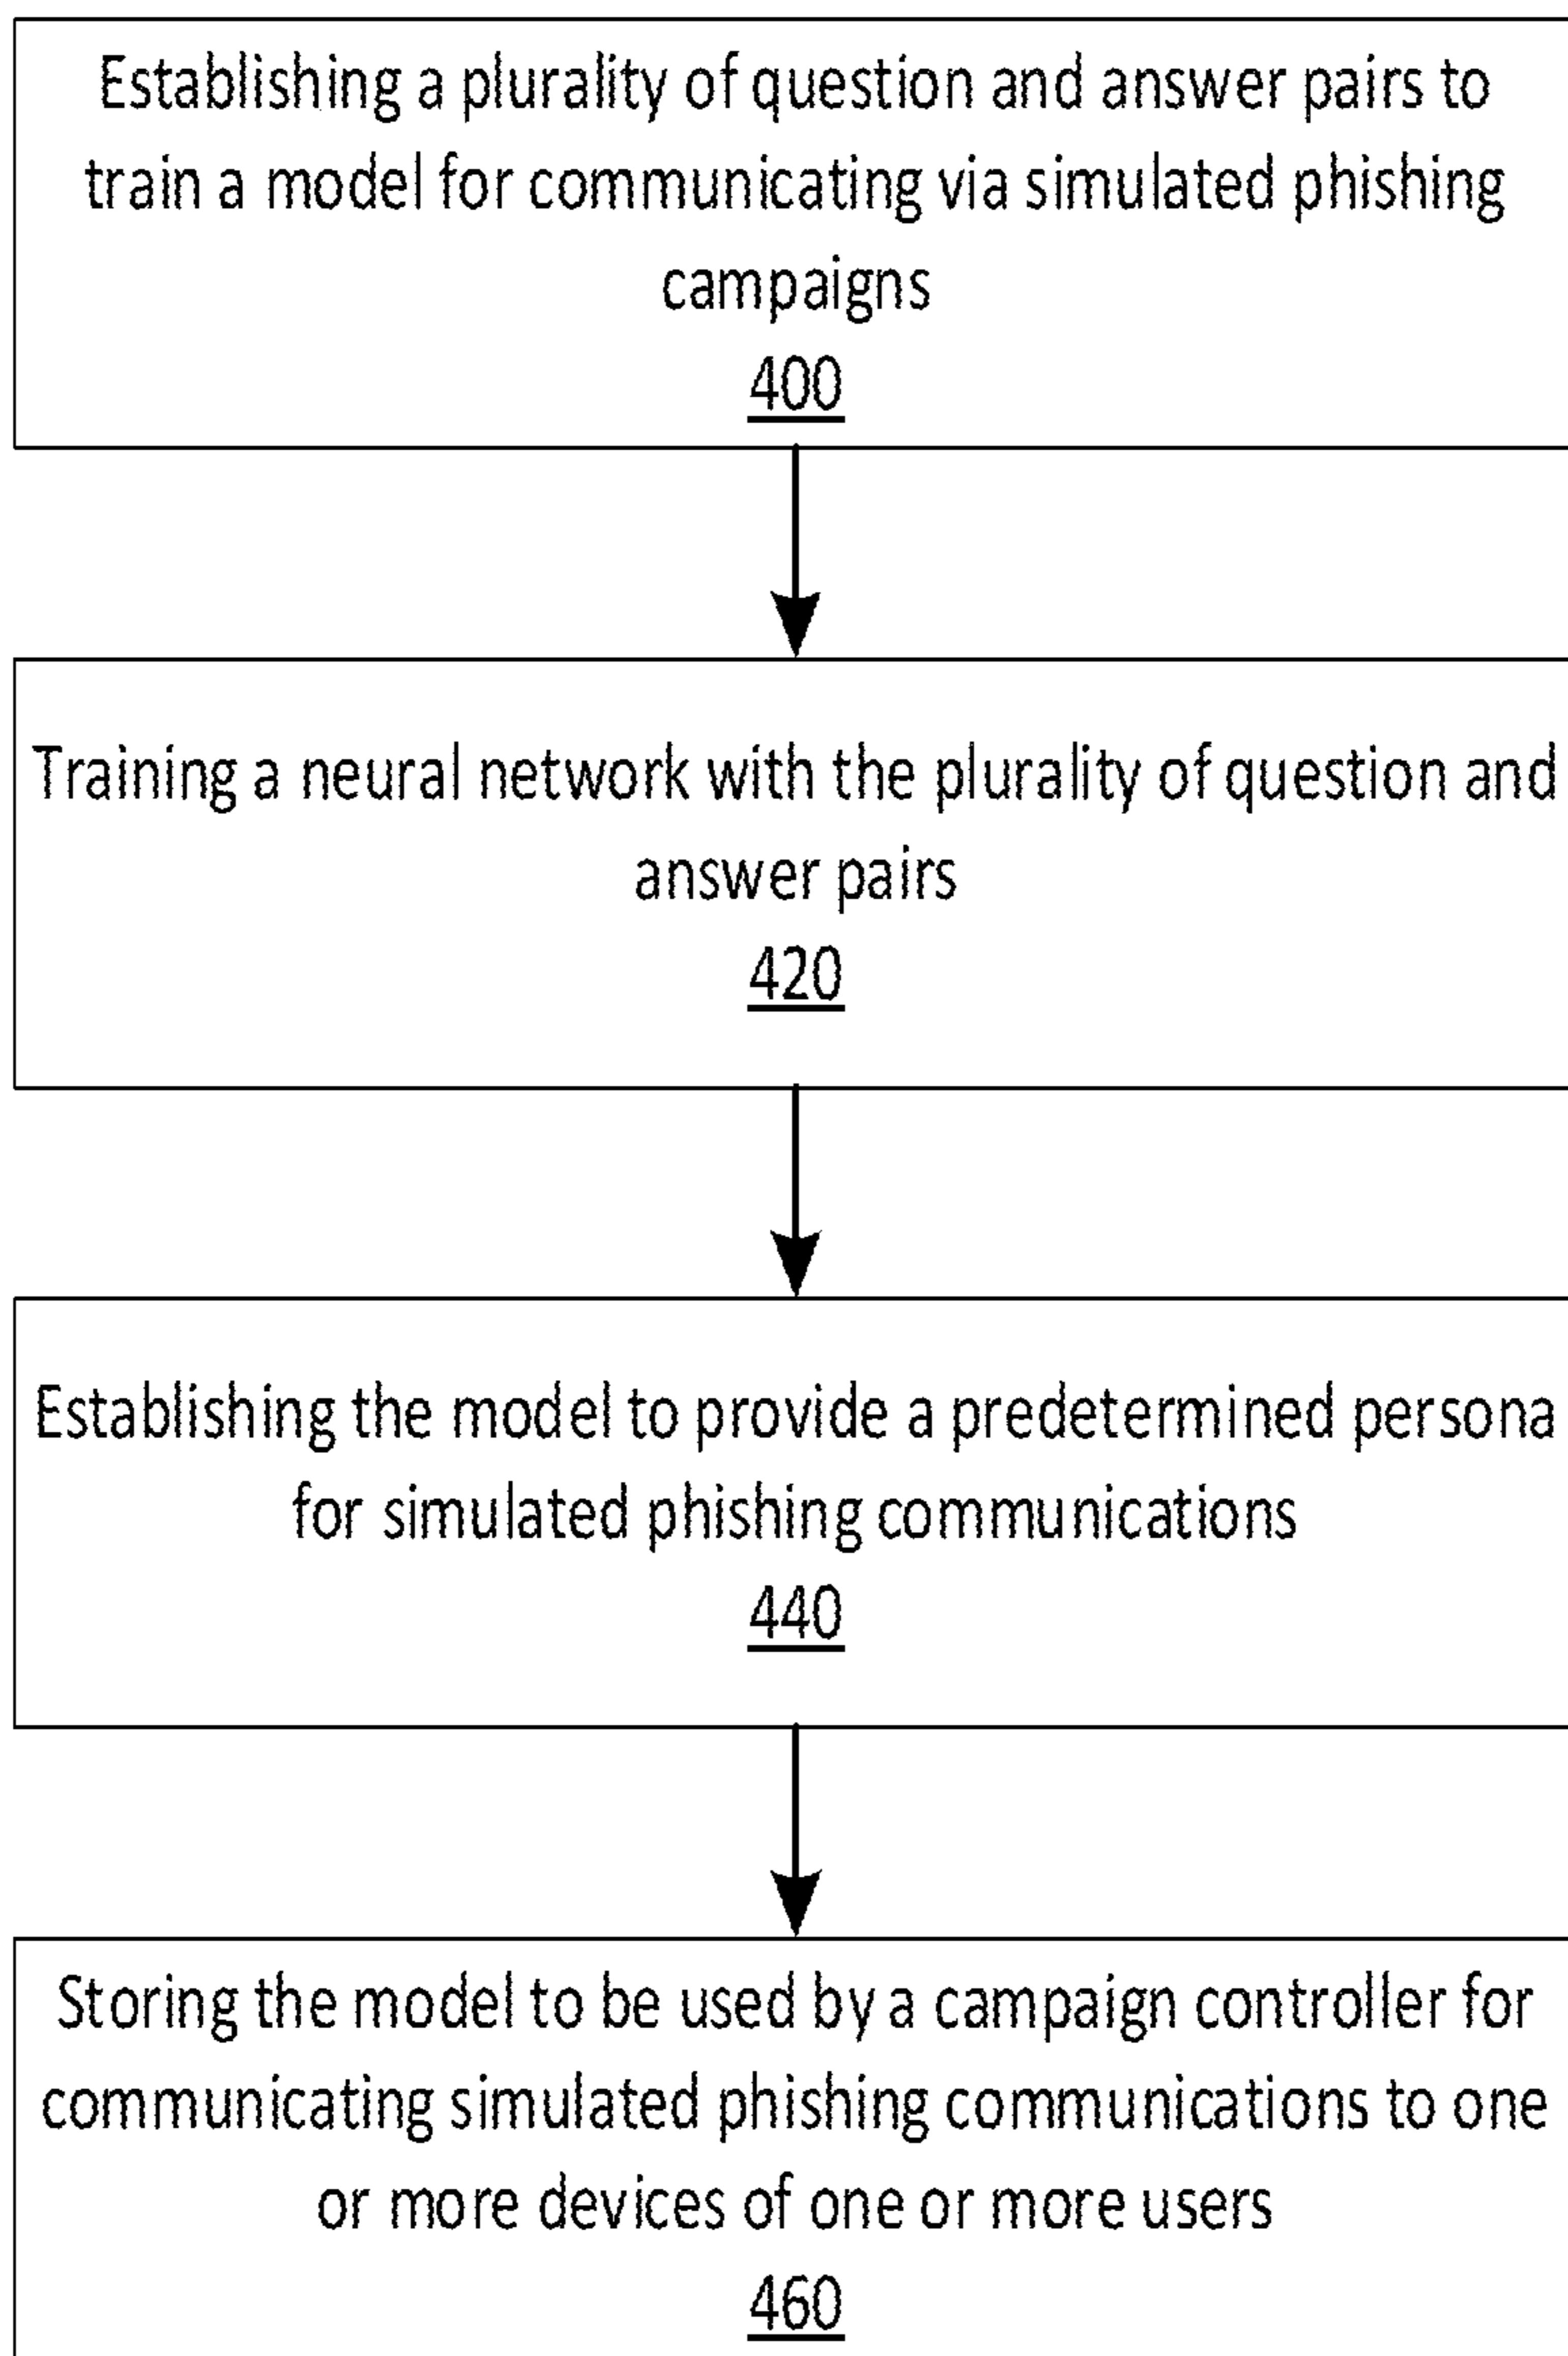 Establishing a plurality of question and answer pairs to
train a model for communicating via simulated phishing
campaigns
400
Training a neural network with the plurality of question and
answer pairs
420
Establishing the model to provide a predetermined persona
for simulated phishing communications
440
Storing the model to be used by a campaign controller for
communicating simulated phishing communications to one
or more devices of one or more users
460